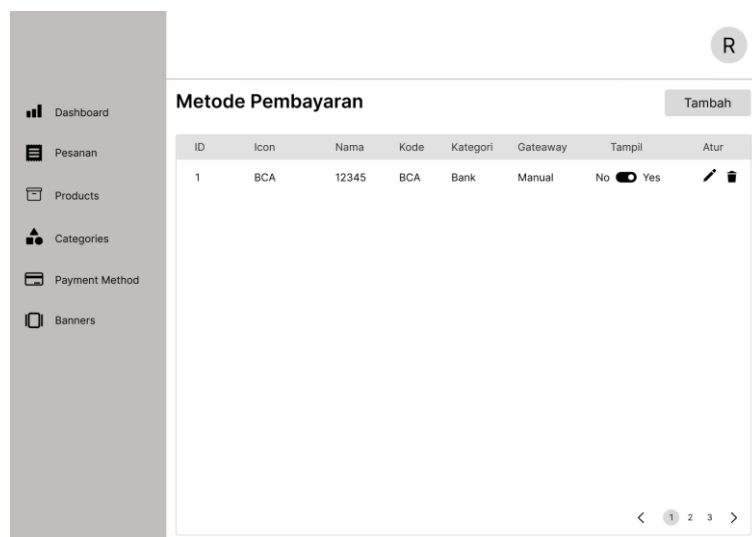 R
Dashboard
Pesanan
Products
Categories
Payment Method
Banners
Metode Pembayaran
Tambah
ID Icon Nama Kode Kategori Gateaway Tampil Atur
1 BCA 12345 BCA Bank Manual No Yes
1 2 3